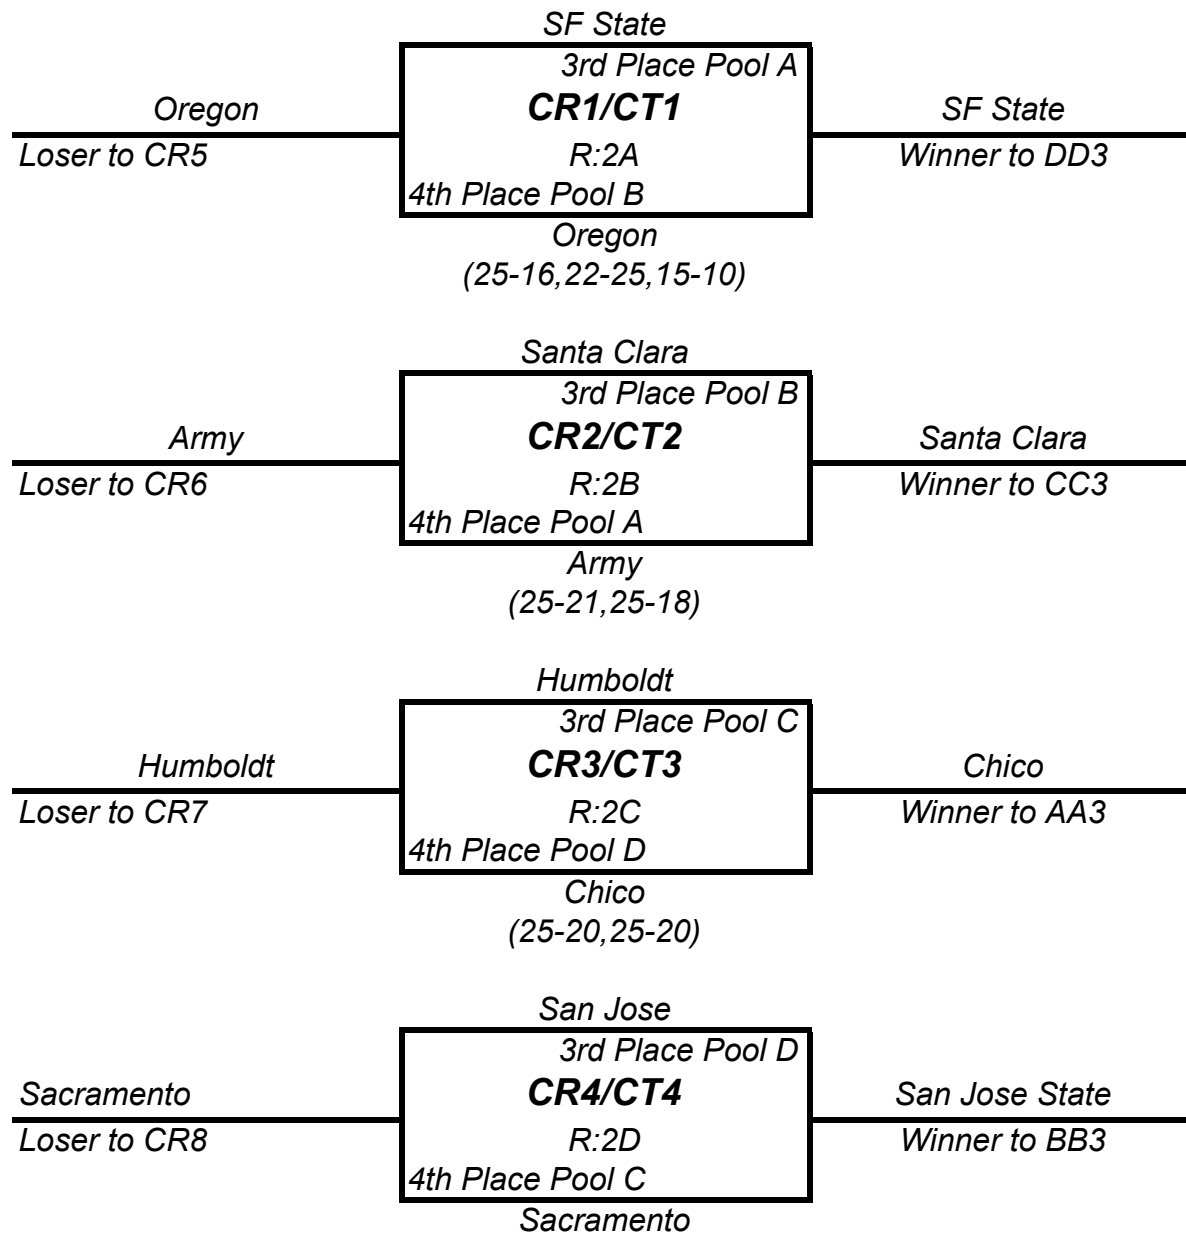 SF State
3rd Place Pool A
Oregon
CR1/CT1
SF State
Loser to CR5
R:2A
Winner to DD3
4th Place Pool B
Oregon
(25-16,22-25,15-10)
Santa Clara
3rd Place Pool B
Army
CR2/CT2
Santa Clara
Loser to CR6
R:2B
Winner to CC3
4th Place Pool A
Army
(25-21,25-18)
Humboldt
3rd Place Pool C
Humboldt
CR3/CT3
Chico
Loser to CR7
R:2C
Winner to AA3
4th Place Pool D
Chico
(25-20,25-20)
San Jose
3rd Place Pool D
Sacramento
CR4/CT4
San Jose State
Loser to CR8
R:2D
Winner to BB3
4th Place Pool C
Sacramento